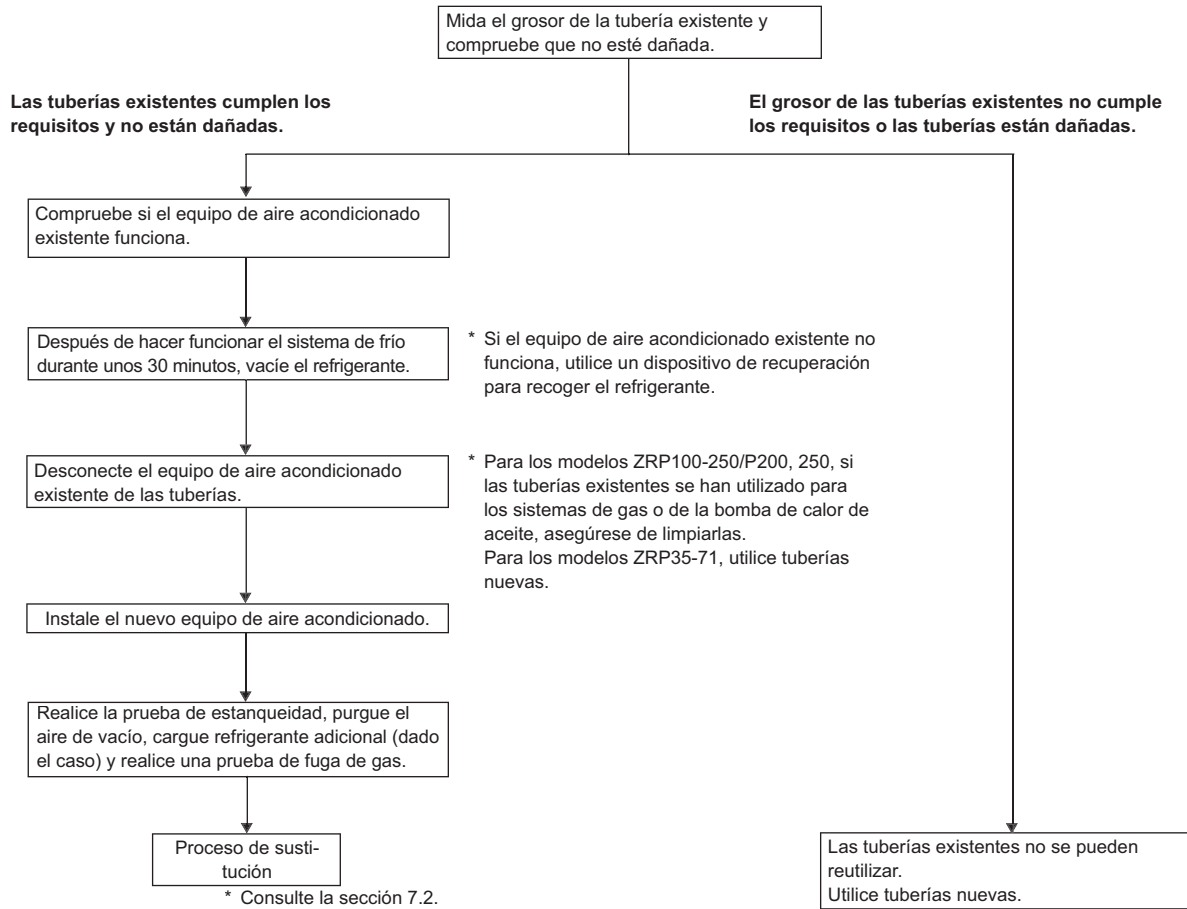 Mida el grosor de la tubería existente y
compruebe que no esté dañada.
Las tuberías existentes cumplen los
requisitos y no están dañadas.
El grosor de las tuberías existentes no cumple
los requisitos o las tuberías están dañadas.
Compruebe si el equipo de aire acondicionado
existente funciona.
Después de hacer funcionar el sistema de frío
durante unos 30 minutos, vacíe el refrigerante.
* Si el equipo de aire acondicionado existente no
funciona, utilice un dispositivo de recuperación
para recoger el refrigerante.
Desconecte el equipo de aire acondicionado
existente de las tuberías.
* Para los modelos ZRP100-250/P200, 250, si
las tuberías existentes se han utilizado para
los sistemas de gas o de la bomba de calor de
aceite, asegúrese de limpiarlas.
Para los modelos ZRP35-71, utilice tuberías
nuevas.
Instale el nuevo equipo de aire acondicionado.
Realice la prueba de estanqueidad, purgue el
aire de vacío, cargue refrigerante adicional (dado
el caso) y realice una prueba de fuga de gas.
Proceso de susti-
tución
* Consulte la sección 7.2.
Las tuberías existentes no se pueden
reutilizar.
Utilice tuberías nuevas.